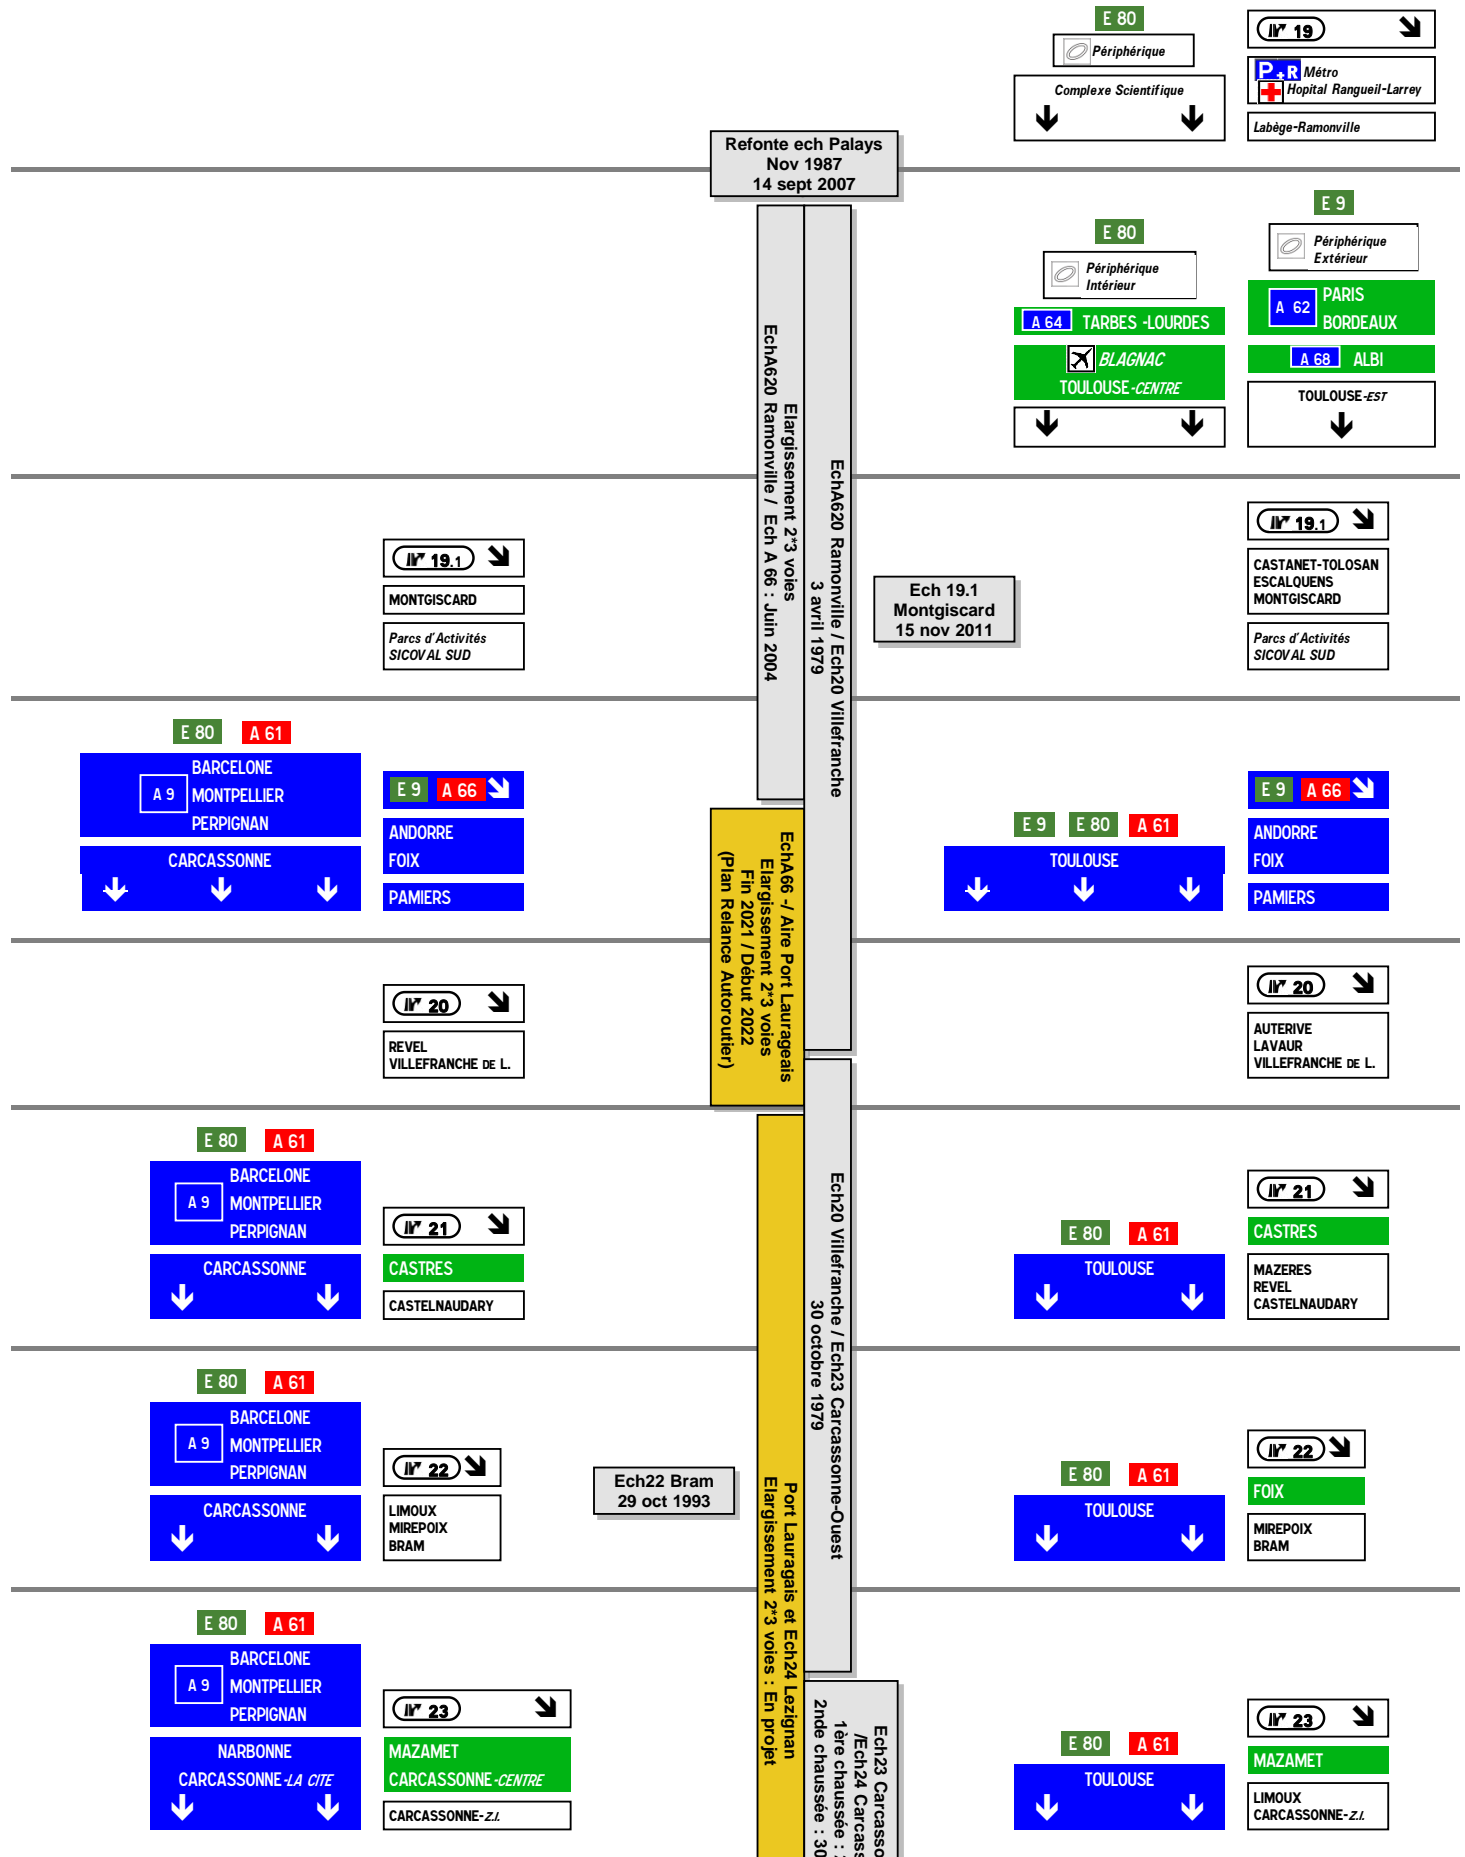 E 80
Périphérique
Complexe Scientifique
19
P+R Métro
Hopital Rangueil-Larrey
Labège-Ramonville
Refonte ech Palays
Nov 1987
14 sept 2007
E 80
Périphérique
Intérieur
A 64 TARBES -LOURDES
BLAGNAC
TOULOUSE-CENTRE
E 9
Périphérique
Extérieur
A 62
PARIS
BORDEAUX
A 68 ALBI
TOULOUSE-EST
Elargissement 2*3 voies
EchA620 Ramonville / Ech A 66 : Juin 2004
EchA620 Ramonville / Ech20 Villefranche
3 avril 1979
19.1
MONTGISCARD
Parcs d'Activités
SICOVAL SUD
Ech 19.1
Montgiscard
15 nov 2011
19.1
CASTANET-TOLOSAN
ESCALQUENS
MONTGISCARD
Parcs d'Activités
SICOVAL SUD
E 80 A 61
A 9
BARCELONE
MONTPELLIER
PERPIGNAN
CARCASSONNE
E 9 A 66
ANDORRE
FOIX
PAMIERS
EchA66 -/ Aire Port Laurageais
Elargissement 2*3 voies
Fin 2021 / Début 2022
(Plan Relance Autoroutier)
E 9 E 80 A 61
TOULOUSE
E 9 A 66
ANDORRE
FOIX
PAMIERS
20
REVEL
VILLEFRANCHE DE L.
20
AUTERIVE
LAVAUR
VILLEFRANCHE DE L.
E 80 A 61
A 9
BARCELONE
MONTPELLIER
PERPIGNAN
CARCASSONNE
21
CASTRES
CASTELNAUDARY
Ech20 Villefranche / Ech23 Carcassonne-Ouest
30 octobre 1979
E 80 A 61
TOULOUSE
21
CASTRES
MAZERES
REVEL
CASTELNAUDARY
E 80 A 61
A 9
BARCELONE
MONTPELLIER
PERPIGNAN
CARCASSONNE
22
LIMOUX
MIREPOIX
BRAM
Ech22 Bram
29 oct 1993
Port Lauragais et Ech24 Lezignan
Elargissement 2*3 voies : En projet
E 80 A 61
TOULOUSE
22
FOIX
MIREPOIX
BRAM
E 80 A 61
A 9
BARCELONE
MONTPELLIER
PERPIGNAN
NARBONNE
CARCASSONNE-LA CITE
23
MAZAMET
CARCASSONNE-CENTRE
CARCASSONNE-Z.I.
Ech23 Carcasso
/Ech24 Carcass
1ère chaussée :
2nde chaussée : 30
E 80 A 61
TOULOUSE
23
MAZAMET
LIMOUX
CARCASSONNE-Z.I.